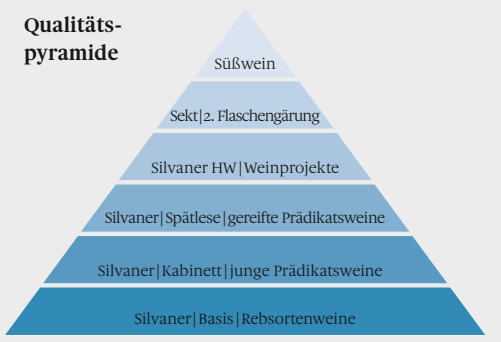 Qualitäts-
pyramide
Süßwein
Sekt|2. Flaschengärung
Silvaner HW|Weinprojekte
Silvaner|Spätlese|gereifte Prädikatsweine
Silvaner|Kabinett|junge Prädikatsweine
Silvaner|Basis|Rebsortenweine